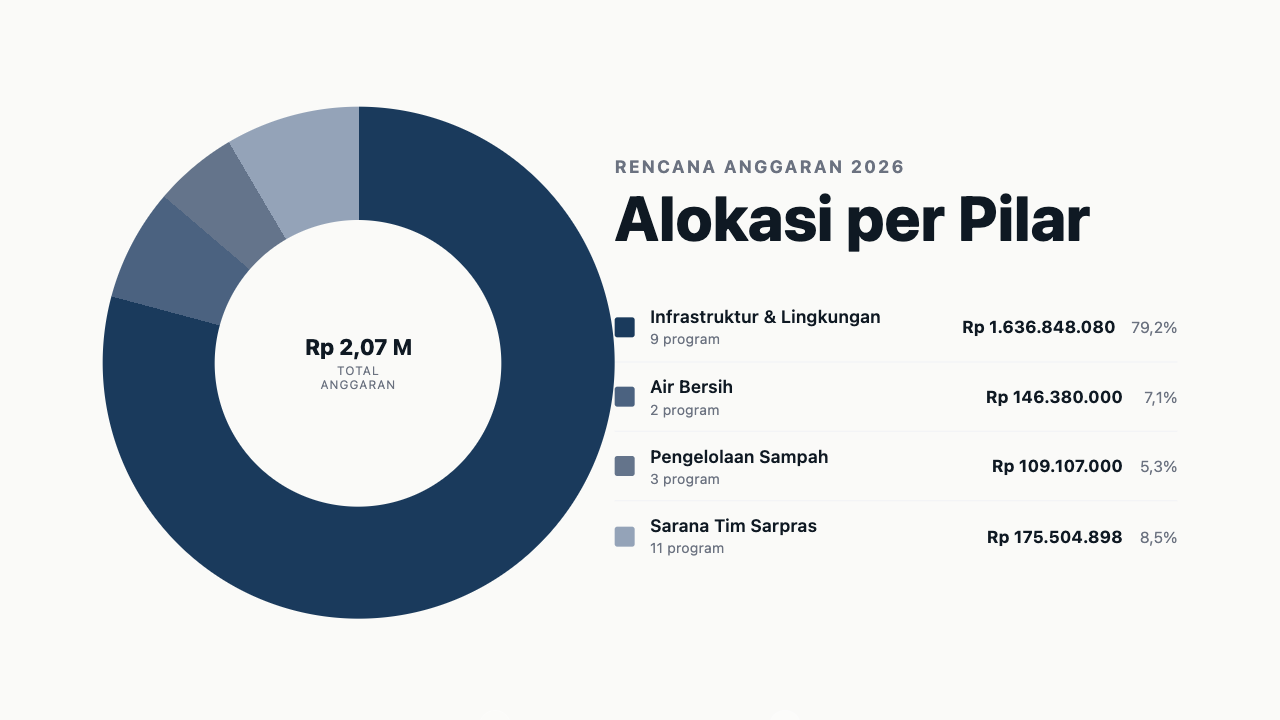 RENCANA ANGGARAN 2026
Alokasi per Pilar
Rp 2,07 M
TOTAL
ANGGARAN
Infrastruktur & Lingkungan
9 program
Rp 1.636.848.080 79,2%
Air Bersih
2 program
Rp 146.380.000 7,1%
Pengelolaan Sampah
3 program
Rp 109.107.000 5,3%
Sarana Tim Sarpras
11 program
Rp 175.504.898 8,5%